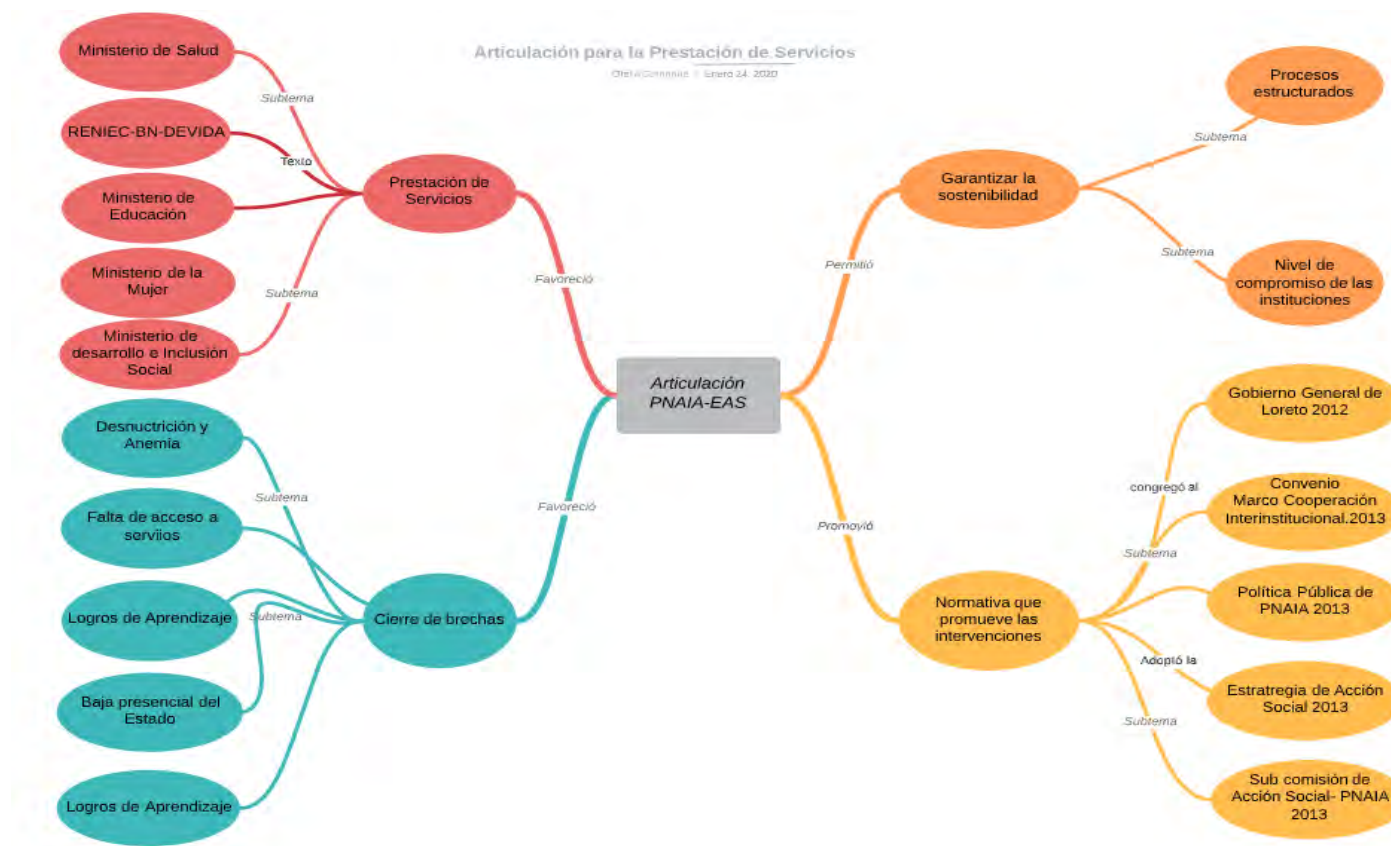 Articulación para la Prestación de Servicios
Enero 24, 2020
Ministerio de Salud
Subtema
RENIEC-BN-DEVIDA
Texto
Ministerio de
Educación
Ministerio de la
Mujer
Subtema
Ministerio de
desarrollo e Inclusión
Social
Prestación de
Servicios
Favoreció
Desnuctrición y
Anemia
Subtema
Falta de acceso a
serviios
Logros de Aprendizaje
Subtema
Baja presencial del
Estado
Logros de Aprendizaje
Cierre de brechas
Favoreció
Articulación
PNAIA-EAS
Permitió
Garantizar la
sostenibilidad
Subtema
Procesos
estructurados
Subtema
Nivel de
compromiso de las
instituciones
Promovió
Normativa que
promueve las
intervenciones
congregó al
Gobierno General de
Loreto 2012
Subtema
Convenio
Marco Cooperación
Interinstitucional.2013
Política Pública de
PNAIA 2013
Adoptó la
Estratregia de Acción
Social 2013
Subtema
Sub comisión de
Acción Social- PNAIA
2013